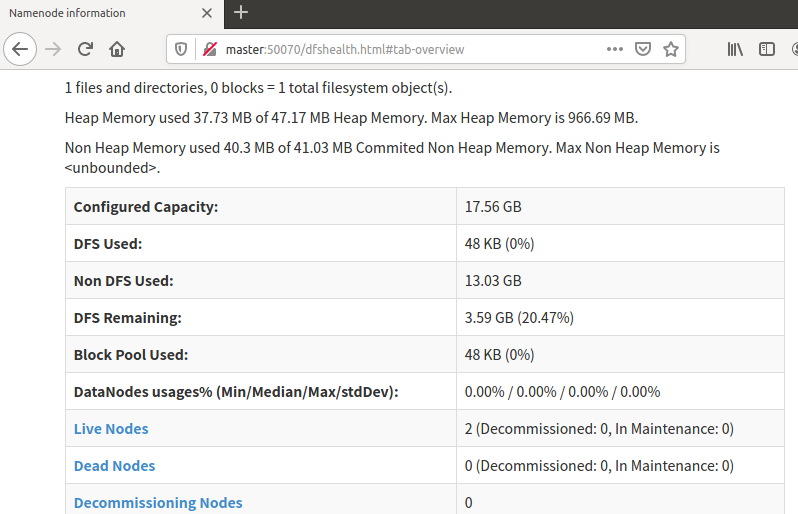 Namenode information
master:50070/dfshealth.html#tab-overview
1 files and directories, 0 blocks = 1 total filesystem object(s).
Heap Memory used 37.73 MB of 47.17 MB Heap Memory. Max Heap Memory is 966.69 MB.
Non Heap Memory used 40.3 MB of 41.03 MB Commited Non Heap Memory. Max Non Heap Memory is
<unbounded>.
Configured Capacity: 17.56 GB
DFS Used: 48 KB (0%)
Non DFS Used: 13.03 GB
DFS Remaining: 3.59 GB (20.47%)
Block Pool Used: 48 KB (0%)
DataNodes usages% (Min/Median/Max/stdDev): 0.00% / 0.00% / 0.00% / 0.00%
Live Nodes 2 (Decommissioned: 0, In Maintenance: 0)
Dead Nodes 0 (Decommissioned: 0, In Maintenance: 0)
Decommissioning Nodes 0